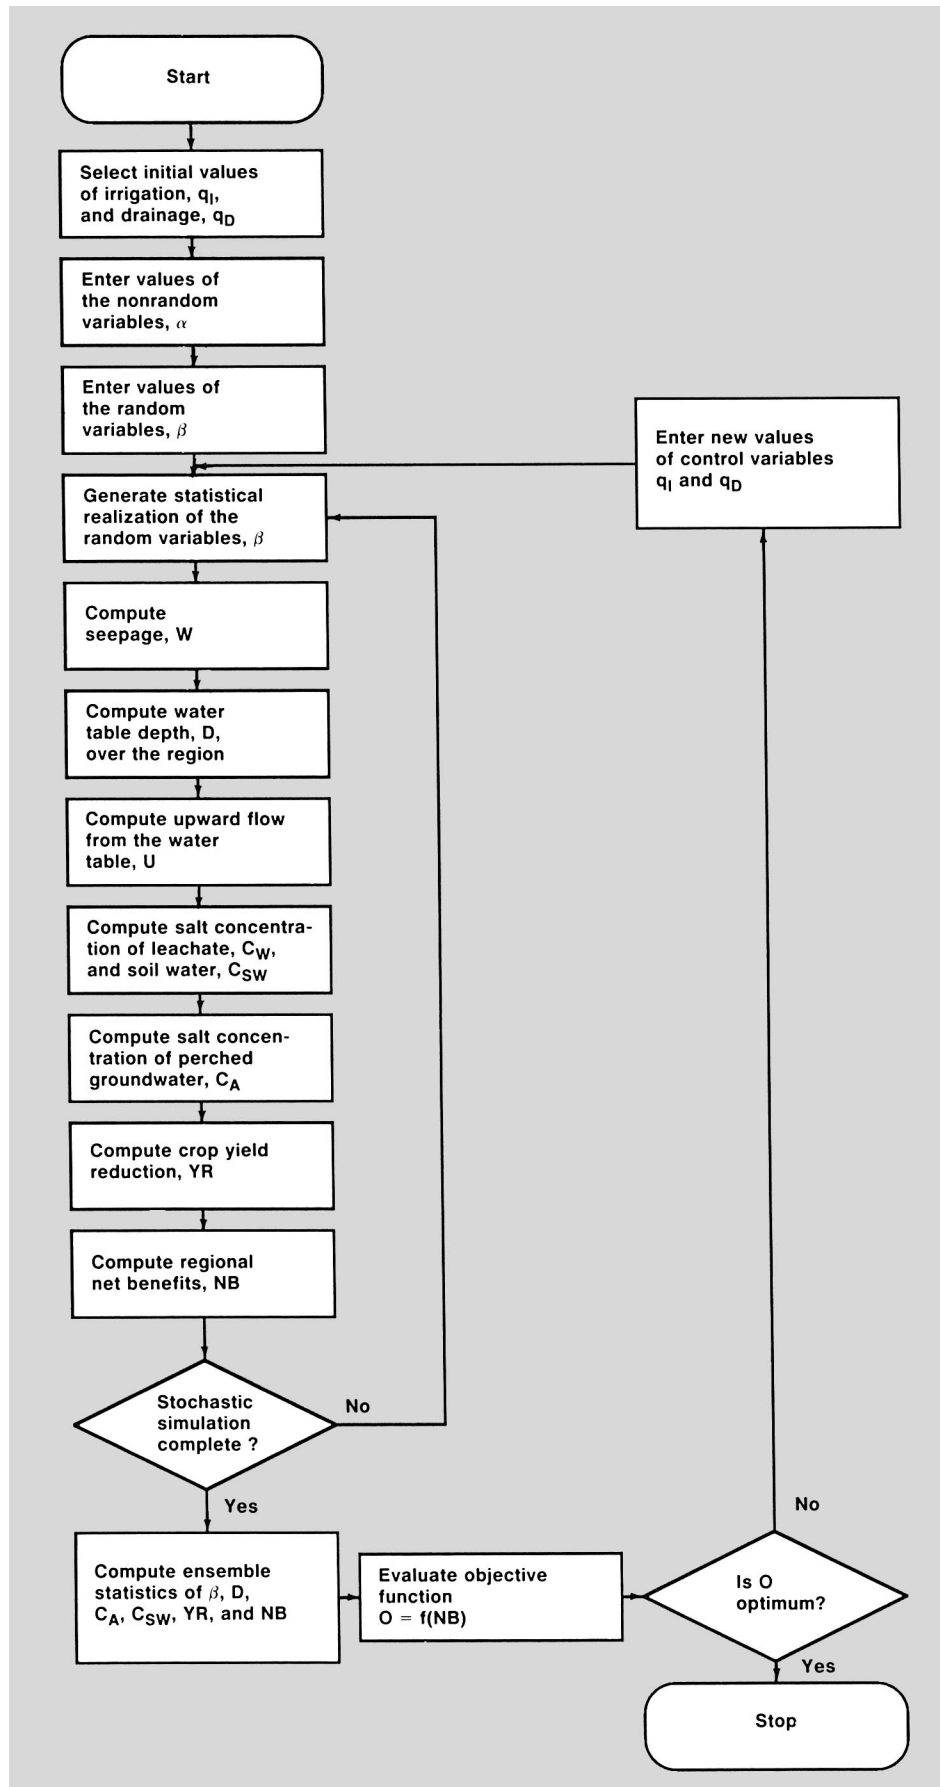 Start
Select initial values
of irrigation, qI,
and drainage, qD
Enter values of
the nonrandom
variables, α
Enter values of
the random
variables, β
Enter new values
of control variables
qI and qD
Generate statistical
realization of the
random variables, β
Compute
seepage, W
Compute water
table depth, D,
over the region
Compute upward flow
from the water
table, U
Compute salt concentra-
tion of leachate, CW,
and soil water, CSW
Compute salt concen-
tration of perched
groundwater, CA
Compute crop yield
reduction, YR
Compute regional
net benefits, NB
Stochastic
simulation
complete ?
No
Yes
Compute ensemble
statistics of β, D,
CA, CSW, YR, and NB
Evaluate objective
function
O = f(NB)
Is O
optimum?
No
Yes
Stop